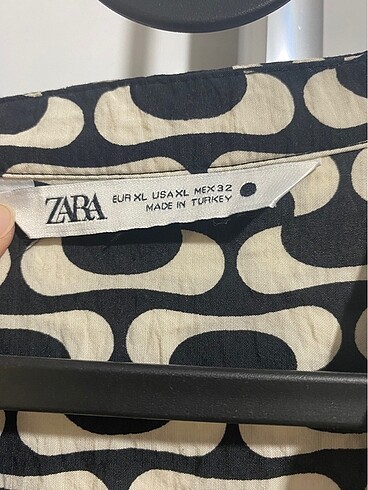 ZARA
EUR XL USA XL MEX 32
MADE IN TURKEY